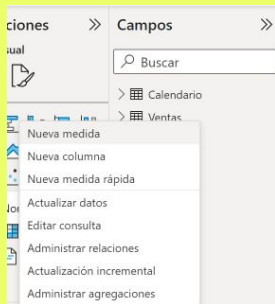 ciones
Campos
sual
Buscar
Calendario
Ventas
Nueva medida
Nueva columna
Nueva medida rápida
Actualizar datos
Editar consulta
Administrar relaciones
Actualización incremental
Administrar agregaciones